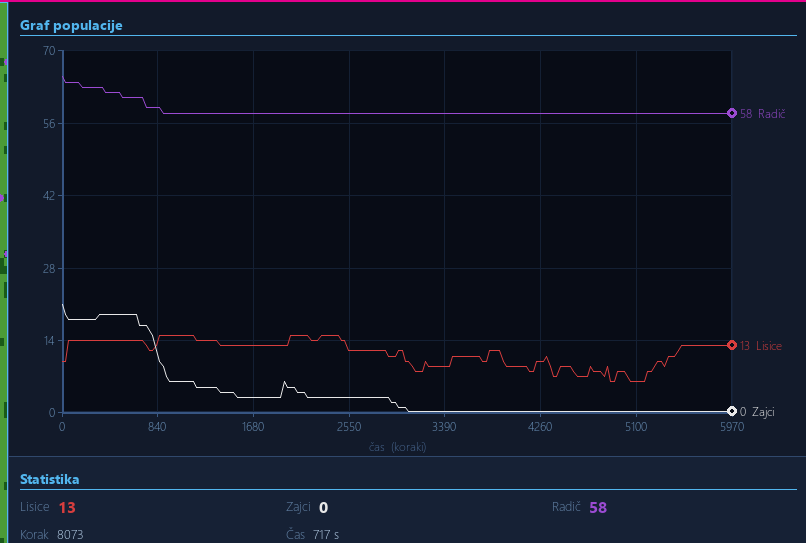 Graf populacije
70
56
42
28
14
0
58 Radič
13 Lisice
0 Zajci
0 840 1680 2550 3390 4260 5100 5970
čas (koraki)
Statistika
Lisice 13 Zajci 0 Radič 58
Korak 8073 Čas 717 s